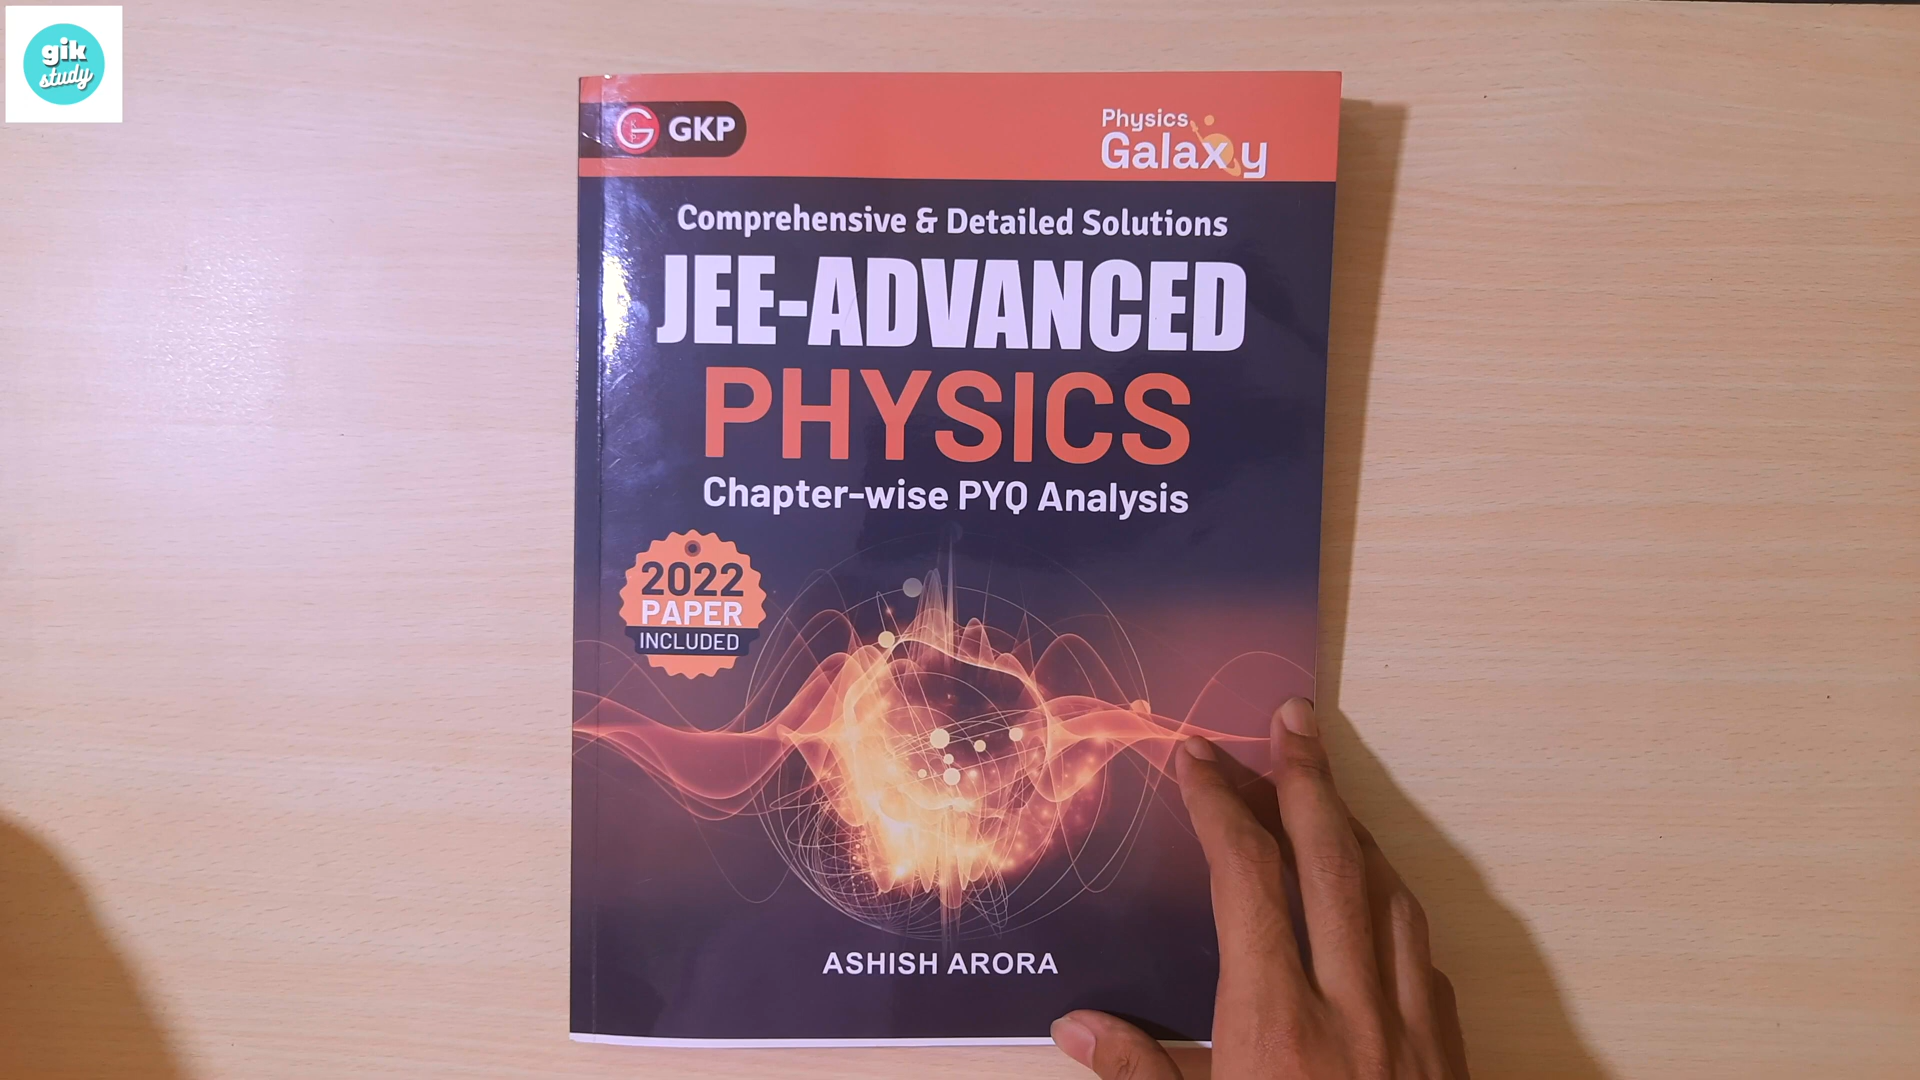 gik
study
GKP
Physics
Galaxy
Comprehensive & Detailed Solutions
JEE-ADVANCED
PHYSICS
Chapter-wise PYQ Analysis
2022
PAPER
INCLUDED
ASHISH ARORA